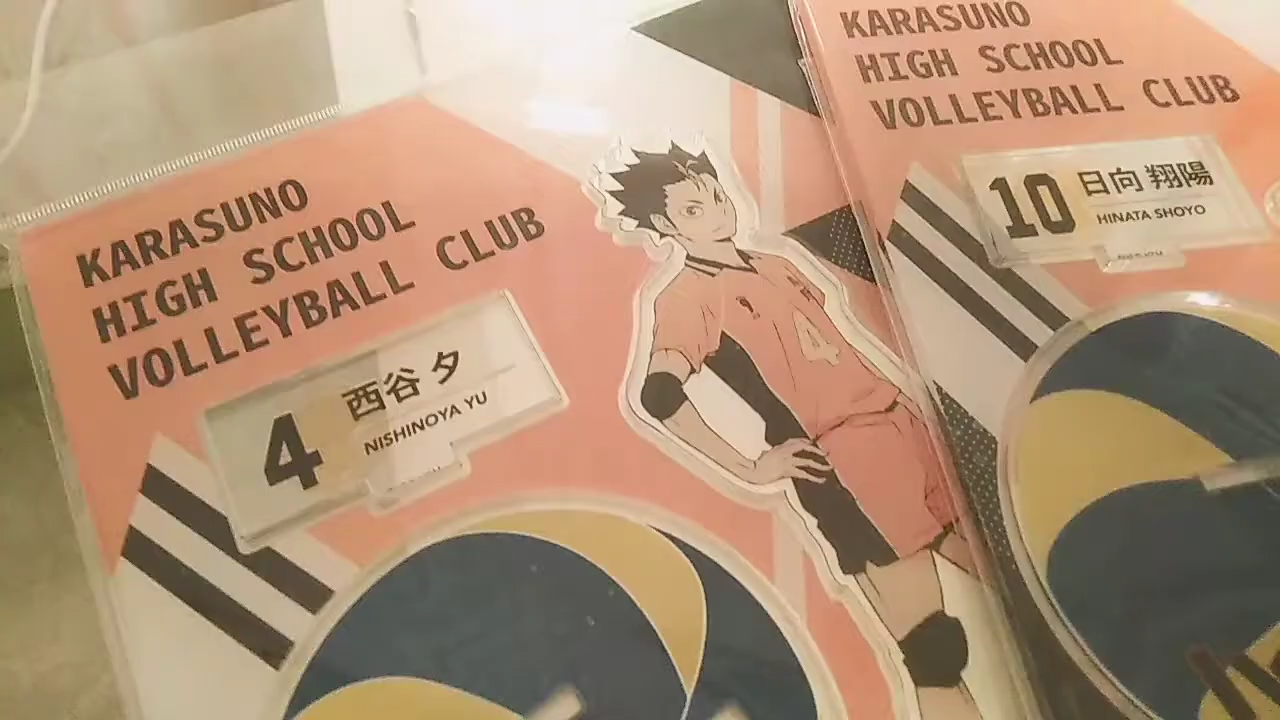 KARASUNO
HIGH SCHOOL
VOLLEYBALL CLUB
4 西谷 夕
NISHINOYA YU
4
KARASUNO
HIGH SCHOOL
VOLLEYBALL CLUB
10 日向 翔陽
HINATA SHOYO